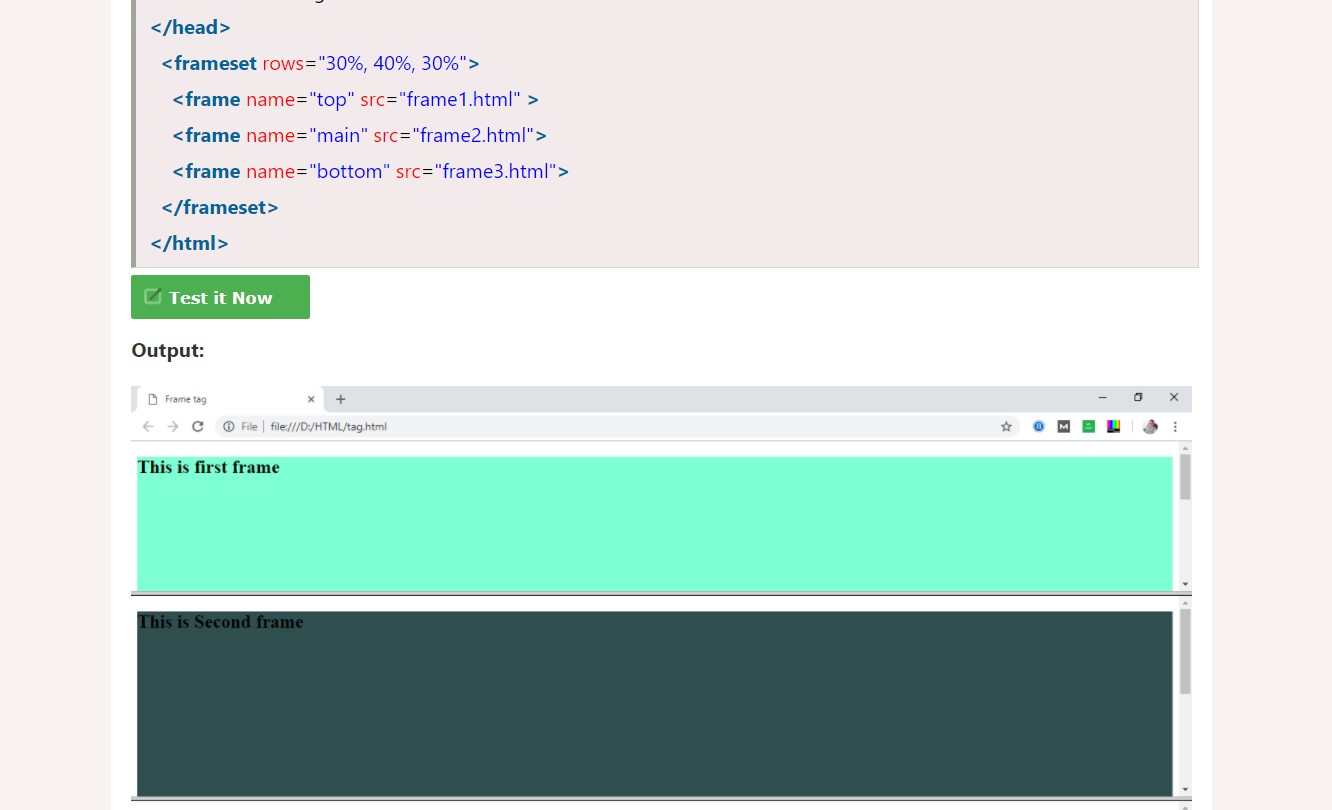 </head>
<frameset rows="30%, 40%, 30%">
<frame name="top" src="frame1.html" >
<frame name="main" src="frame2.html">
<frame name="bottom" src="frame3.html">
</frameset>
</html>
Test it Now
Output:
Frame tag
File | file:///D:/HTML/tag.html
This is first frame
This is Second frame